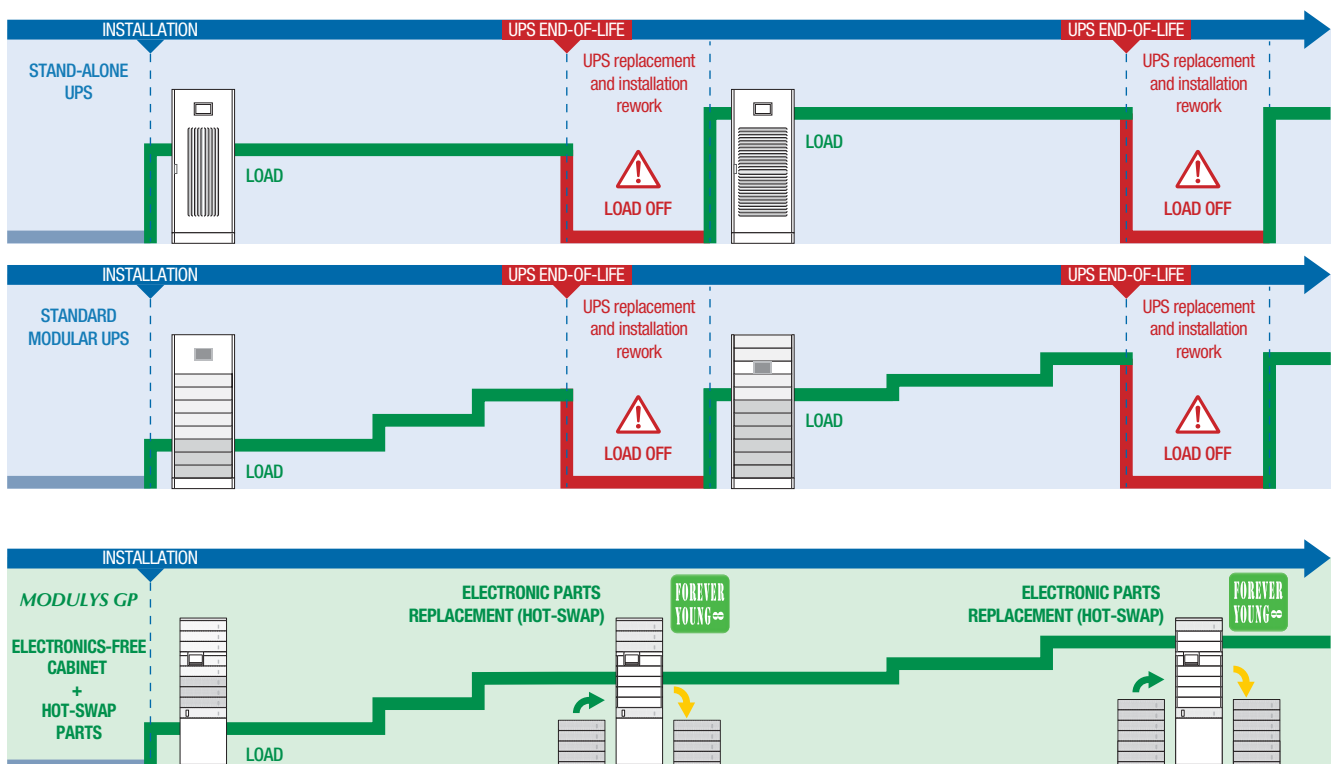 INSTALLATION
UPS END-OF-LIFE
UPS END-OF-LIFE
STAND-ALONE
UPS
UPS replacement
and installation
rework
UPS replacement
and installation
rework
LOAD
LOAD
LOAD OFF
LOAD OFF
INSTALLATION
UPS END-OF-LIFE
UPS END-OF-LIFE
STANDARD
MODULAR UPS
UPS replacement
and installation
rework
UPS replacement
and installation
rework
LOAD
LOAD
LOAD OFF
LOAD OFF
INSTALLATION
MODULYS GP
ELECTRONICS-FREE
CABINET
+
HOT-SWAP
PARTS
ELECTRONIC PARTS
REPLACEMENT (HOT-SWAP)
FOREVER
YOUNG∞
ELECTRONIC PARTS
REPLACEMENT (HOT-SWAP)
FOREVER
YOUNG∞
LOAD